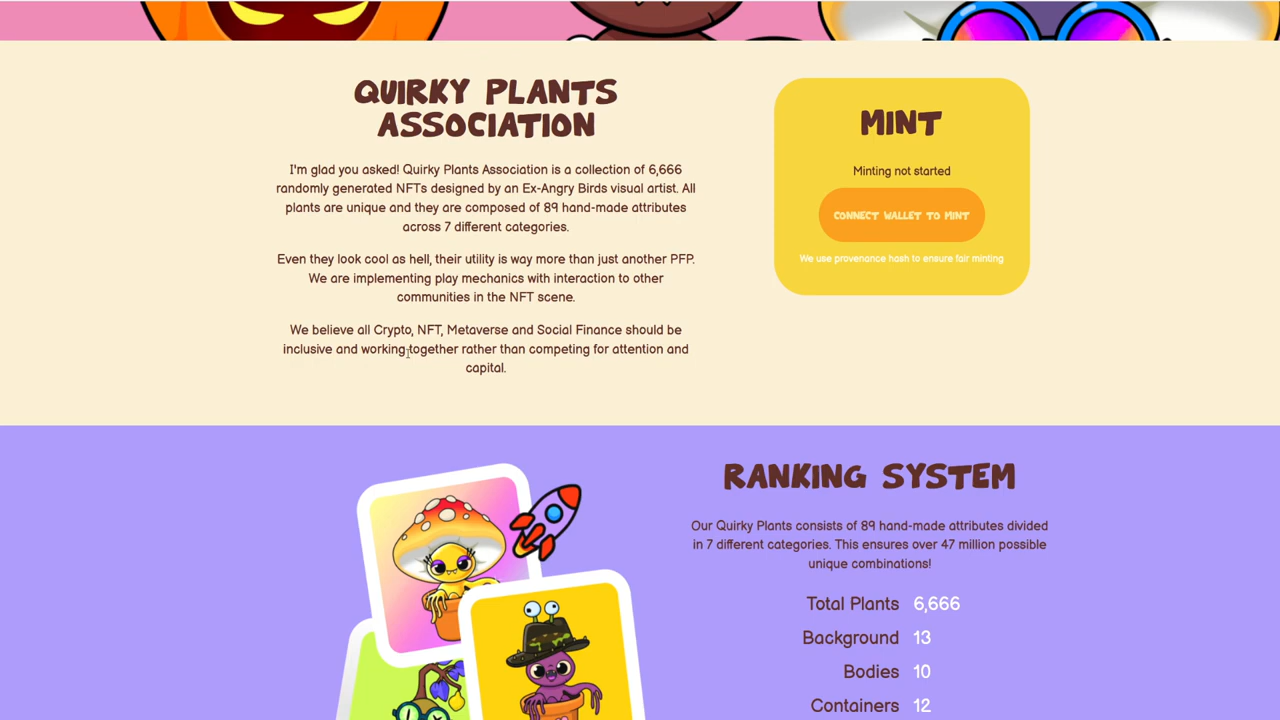 QUIRKY PLANTS
ASSOCIATION
I'm glad you asked! Quirky Plants Association is a collection of 6,666
randomly generated NFTs designed by an Ex-Angry Birds visual artist. All
plants are unique and they are composed of 89 hand-made attributes
across 7 different categories.
Even they look cool as hell, their utility is way more than just another PFP.
We are implementing play mechanics with interaction to other
communities in the NFT scene.
We believe all Crypto, NFT, Metaverse and Social Finance should be
inclusive and working together rather than competing for attention and
capital.
MINT
Minting not started
CONNECT WALLET TO MINT
We use provenance hash to ensure fair minting
RANKING SYSTEM
Our Quirky Plants consists of 89 hand-made attributes divided
in 7 different categories. This ensures over 47 million possible
unique combinations!
Total Plants 6,666
Background 13
Bodies 10
Containers 12